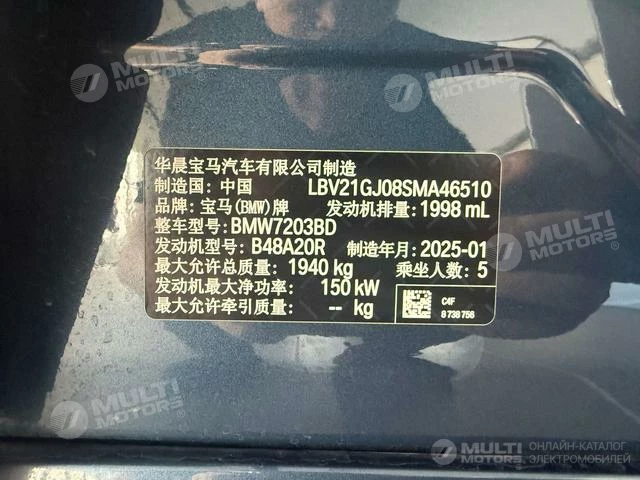 华晨宝马汽车有限公司制造
制造国: 中国 LBV21GJ08SMA46510
品牌: 宝马(BMW)牌 发动机排量: 1998 mL
整车型号: BMW7203BD
发动机型号: B48A20R 制造年月: 2025-01
最大允许总质量: 1940 kg 乘坐人数: 5
发动机最大净功率: 150 kW
最大允许牵引质量: -- kg
C4F
8738756
MULTI MOTORS
MULTI MOTORS
MULTI MOTORS
MULTI MOTORS
MULTI MOTORS
MULTI MOTORS ОНЛАЙН-КАТАЛОГ ЭЛЕКТРОМОБИЛЕЙ